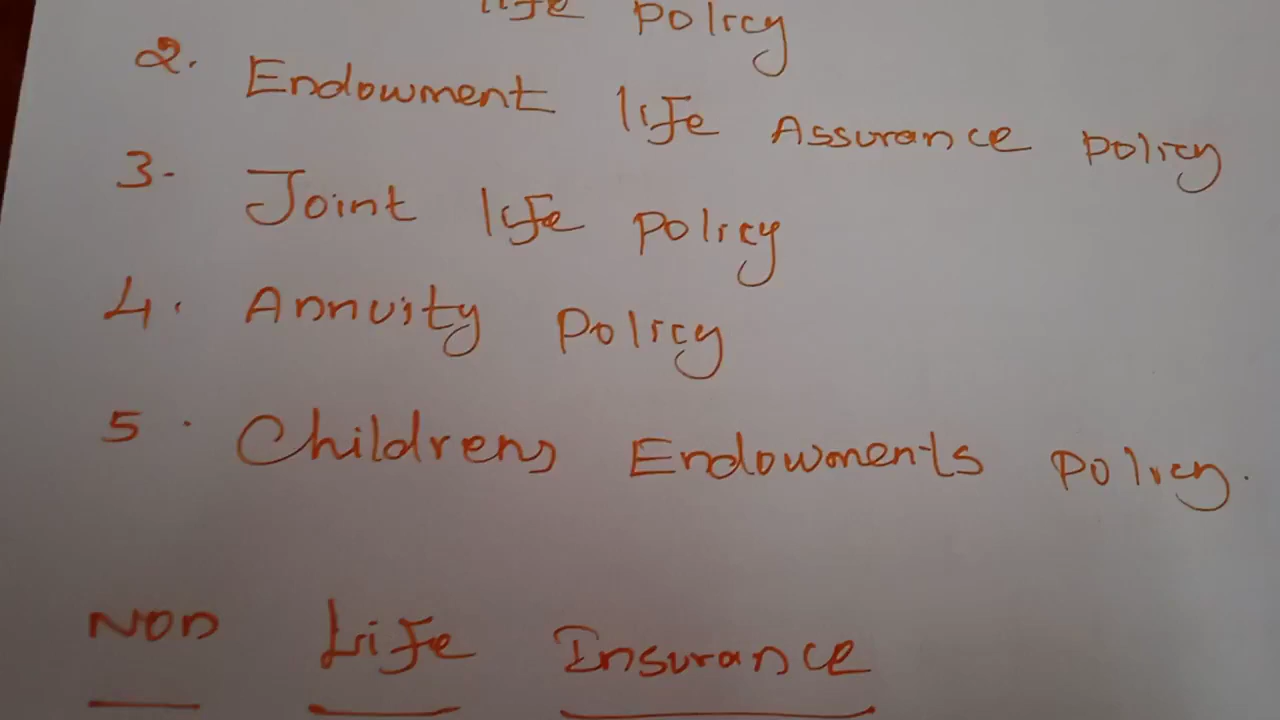 life policy
2. Endowment life Assurance policy
3. Joint life policy
4. Annuity policy
5. Childrens Endowments policy.
Non Life Insurance